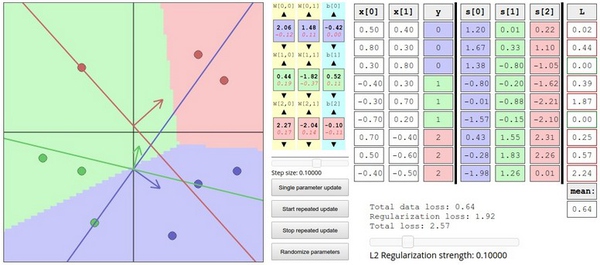 W[0,0] W[0,1] b[0]
2.06 1.48 -0.42
-0.12 0.11 0.00
W[1,0] W[1,1] b[1]
0.44 -1.82 0.52
0.19 -0.37 0.11
W[2,0] W[2,1] b[2]
2.27 -2.04 -0.10
0.17 0.14 -0.11
Step size: 0.10000
Single parameter update
Start repeated update
Stop repeated update
Randomize parameters
x[0] x[1] y s[0] s[1] s[2] L
0.50 0.40 0 1.20 0.01 0.22 0.02
0.80 0.30 0 1.67 0.33 1.10 0.44
0.30 0.80 0 1.38 -0.80 -1.05 0.00
-0.40 0.30 1 -0.80 -0.20 -1.62 0.39
-0.30 0.70 1 -0.01 -0.88 -2.21 1.87
-0.70 0.20 1 -1.57 -0.15 -2.10 0.00
0.70 -0.40 2 0.43 1.55 2.31 0.25
0.50 -0.60 2 -0.28 1.83 2.26 0.57
-0.40 -0.50 2 -1.98 1.26 0.01 2.24
mean:
0.64
Total data loss: 0.64
Regularization loss: 1.92
Total loss: 2.57
L2 Regularization strength: 0.10000